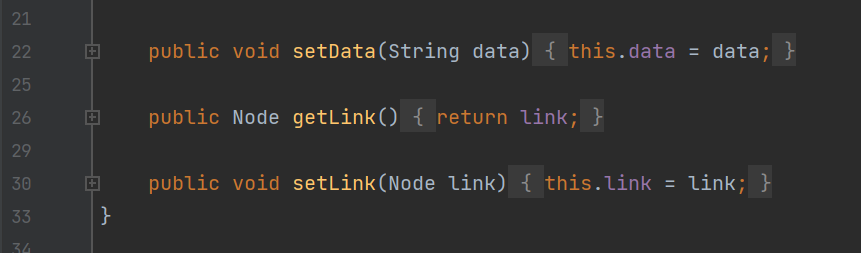 21
22 public void setData(String data) { this.data = data; }
25
26 public Node getLink() { return link; }
29
30 public void setLink(Node link) { this.link = link; }
33 }
34